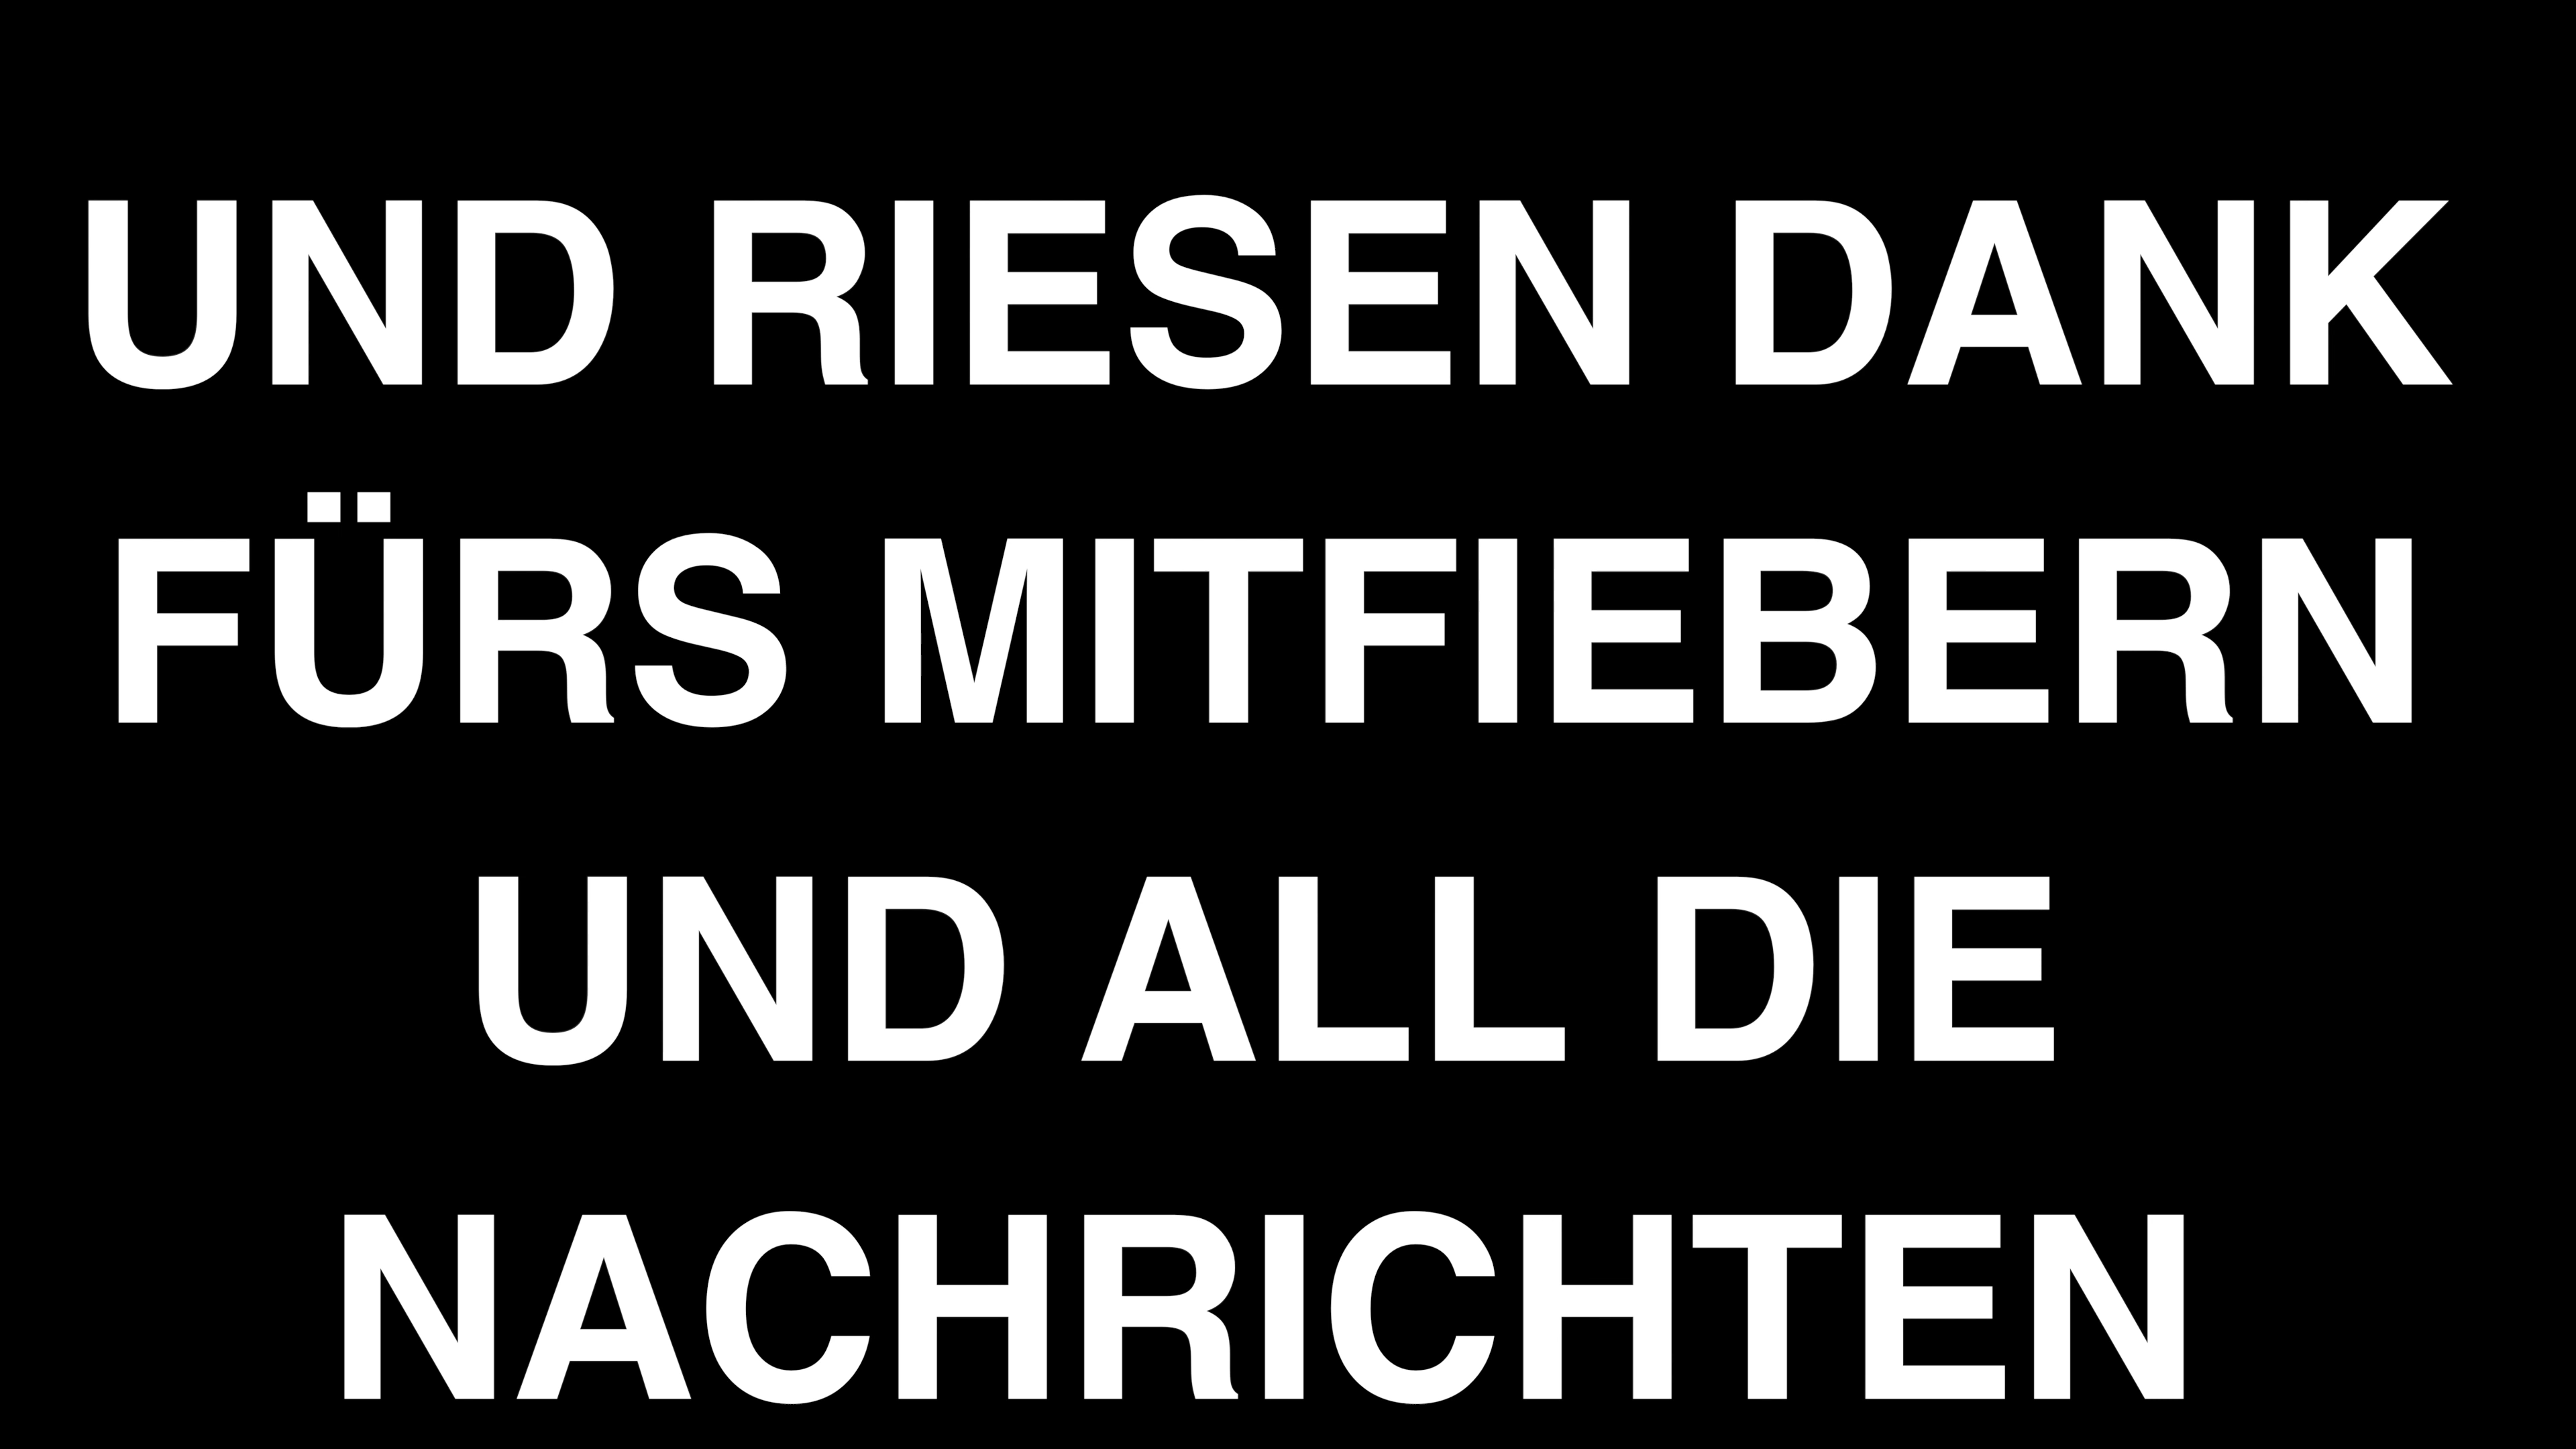 UND RIESEN DANK
FÜRS MITFIEBERN
UND ALL DIE
NACHRICHTEN